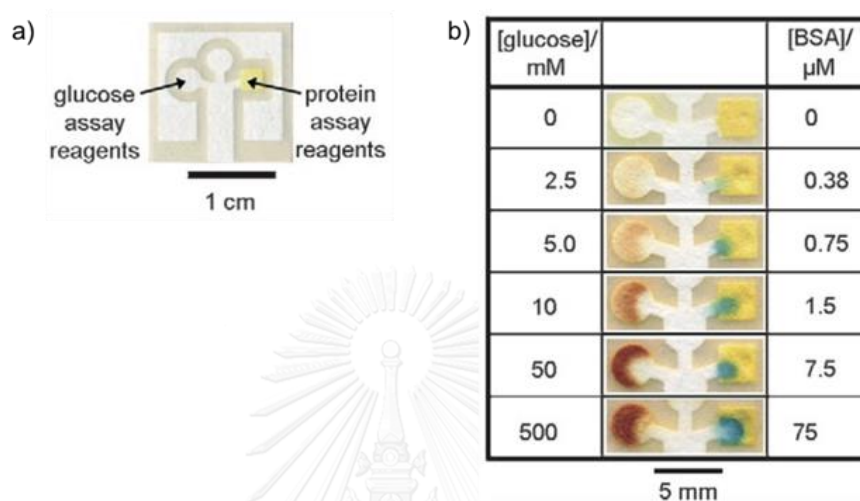 a)
glucose
assay
reagents
protein
assay
reagents
1 cm
b)
[glucose]/
mM
[BSA]/
µM
0
0
2.5
0.38
5.0
0.75
10
1.5
50
7.5
500
75
5 mm